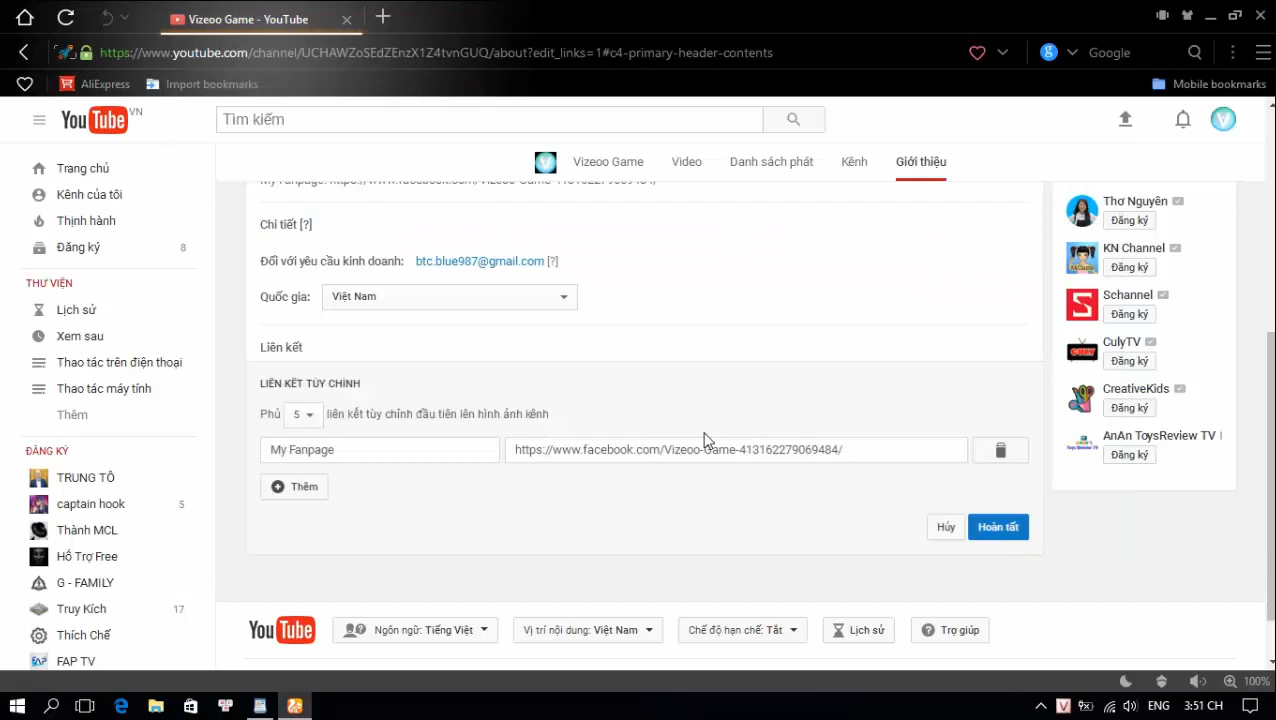 Vizeoo Game - YouTube
https://www.youtube.com/channel/UCHAWZoSEdZEnzX1Z4tvnGUQ/about?edit_links=1#c4-primary-header-contents
g Google
AliExpress Import bookmarks Mobile bookmarks
YouTube VN
Tìm kiếm
V
Trang chủ
Kênh của tôi
Thịnh hành
Đăng ký 8
THƯ VIỆN
Lịch sử
Xem sau
Thao tác trên điện thoại
Thao tác máy tính
Thêm
ĐĂNG KÝ
TRUNG TÔ
captain hook 5
Thành MCL
Hỗ Trợ Free
G - FAMILY
Truy Kích 17
Thích Chế
FAP TV
V Vizeoo Game Video Danh sách phát Kênh Giới thiệu
My Fanpage: https://www.facebook.com/Vizeoo-Game-413162279069484/
Chi tiết [?]
Đối với yêu cầu kinh doanh: btc.blue987@gmail.com [?]
Quốc gia: Việt Nam
Liên kết
LIÊN KẾT TÙY CHỈNH
Phủ 5 liên kết tùy chỉnh đầu tiên lên hình ảnh kênh
My Fanpage https://www.facebook.com/Vizeoo-Game-413162279069484/
Thêm
Hủy Hoàn tất
Thơ Nguyên
Đăng ký
KN Channel
Đăng ký
Schannel
Đăng ký
CulyTV
Đăng ký
CreativeKids
Đăng ký
AnAn ToysReview TV
Đăng ký
YouTube Ngôn ngữ: Tiếng Việt Vị trí nội dung: Việt Nam Chế độ hạn chế: Tắt Lịch sử Trợ giúp
100%
V ENG 3:51 CH